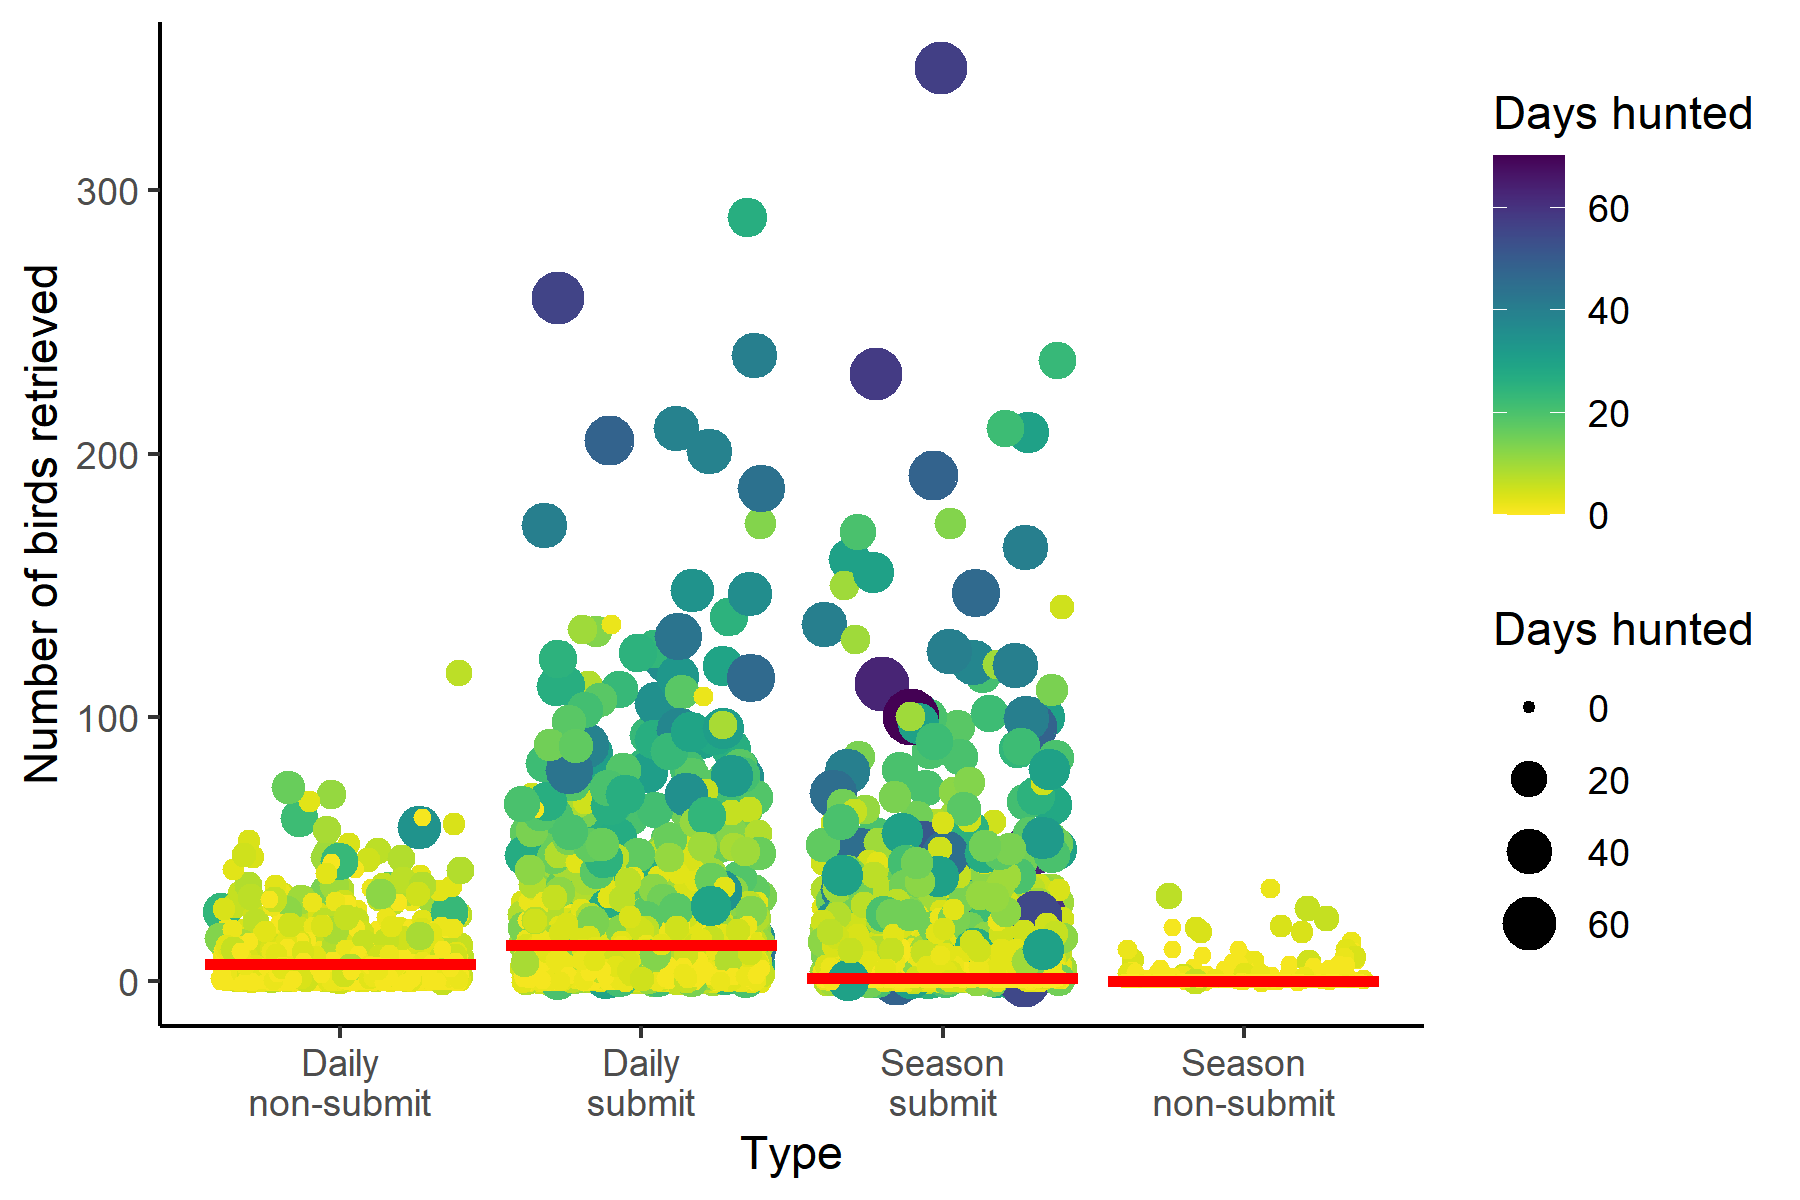 Number of birds retrieved
300
200
100
0
Daily
non-submit
Daily
submit
Season
submit
Season
non-submit
Type
Days hunted
60
40
20
0
Days hunted
0
20
40
60